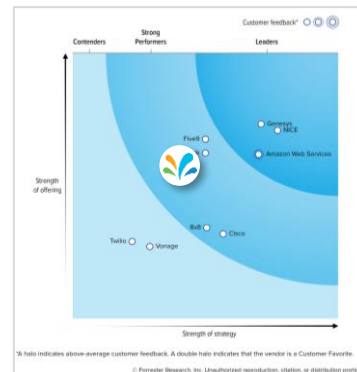 Customer feedback*
Contenders
Strong
Performers
Leaders
Genesys
NICE
Five9
Amazon Web Services
Strength
of offering
8x8
Cisco
Twilio
Vonage
Strength of strategy
*A halo indicates above-average customer feedback. A double halo indicates that the vendor is a Customer Favorite.
© Forrester Research, Inc. Unauthorized reproduction, citation, or distribution